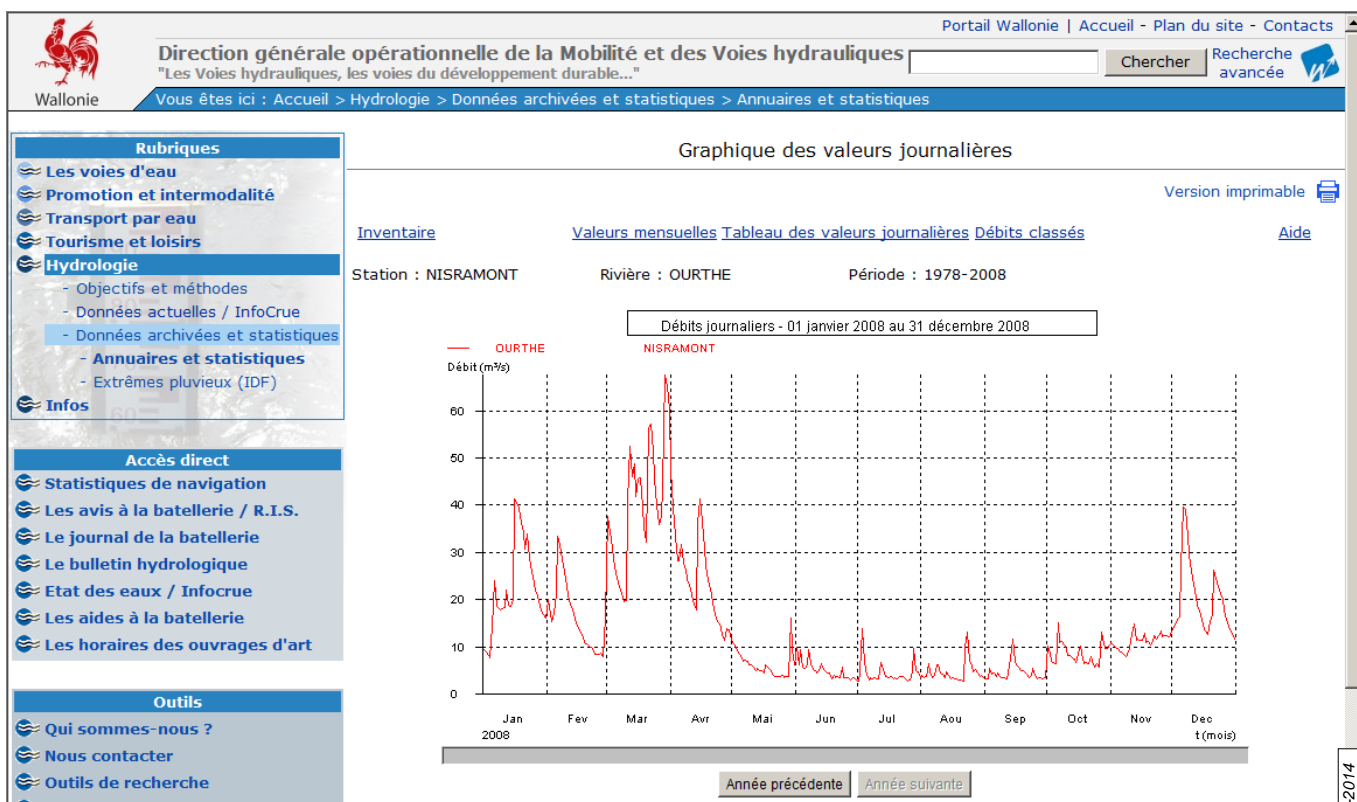 Portail Wallonie | Accueil - Plan du site - Contacts
Direction générale opérationnelle de la Mobilité et des Voies hydrauliques
Chercher
Recherche avancée
"Les Voies hydrauliques, les voies du développement durable..."
Wallonie
Vous êtes ici : Accueil > Hydrologie > Données archivées et statistiques > Annuaires et statistiques
Rubriques
Les voies d'eau
Promotion et intermodalité
Transport par eau
Tourisme et loisirs
Hydrologie
- Objectifs et méthodes
- Données actuelles / InfoCrue
- Données archivées et statistiques
- Annuaires et statistiques
- Extrêmes pluvieux (IDF)
Infos
60
Accès direct
Statistiques de navigation
Les avis à la batellerie / R.I.S.
Le journal de la batellerie
Le bulletin hydrologique
Etat des eaux / Infocrue
Les aides à la batellerie
Les horaires des ouvrages d'art
Outils
Qui sommes-nous ?
Nous contacter
Outils de recherche
Graphique des valeurs journalières
Version imprimable
Inventaire Valeurs mensuelles Tableau des valeurs journalières Débits classés Aide
Station : NISRAMONT Rivière : OURTHE Période : 1978-2008
Débits journaliers - 01 janvier 2008 au 31 décembre 2008
OURTHE NISRAMONT
Débit (m³/s)
60
50
40
30
20
10
0
Jan Fev Mar Avr Mai Jun Jul Aou Sep Oct Nov Dec
2008 t (mois)
Année précédente Année suivante
2014